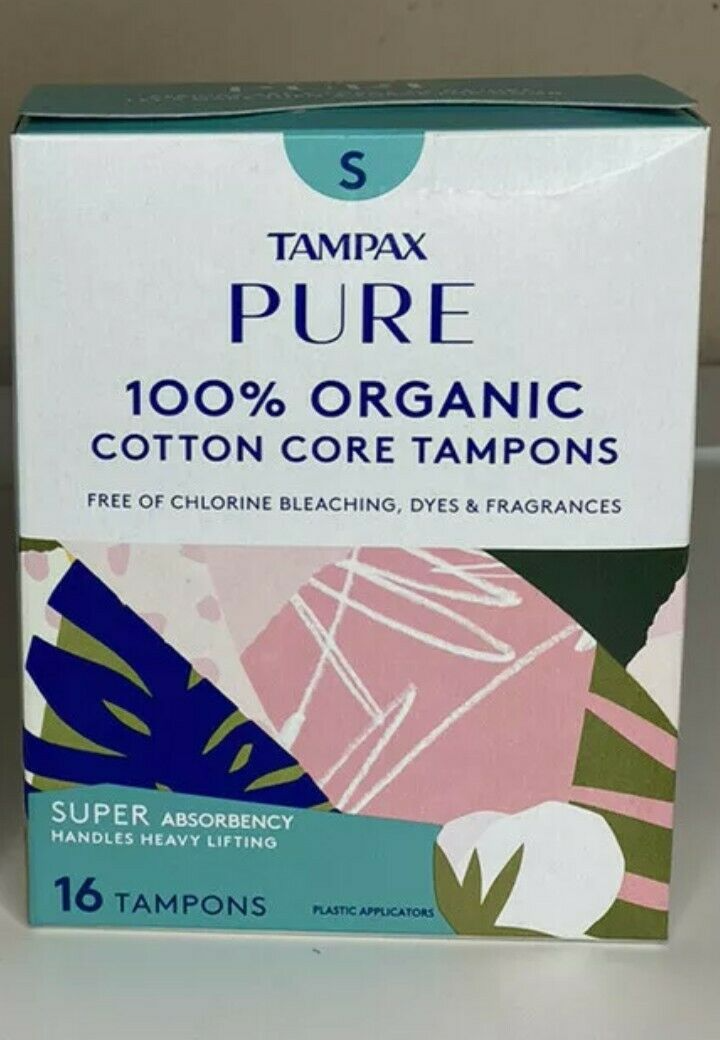 S
TAMPAX
PURE
100% ORGANIC
COTTON CORE TAMPONS
FREE OF CHLORINE BLEACHING, DYES & FRAGRANCES
SUPER ABSORBENCY
HANDLES HEAVY LIFTING
16 TAMPONS
PLASTIC APPLICATORS